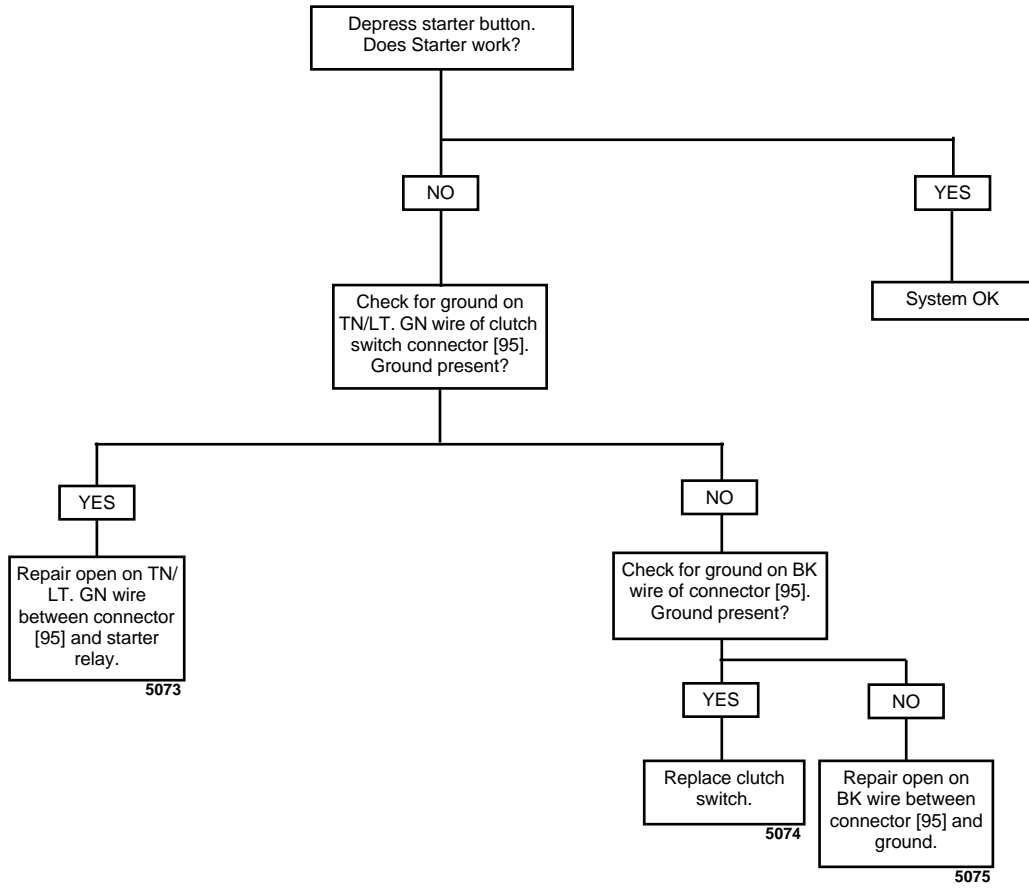 Depress starter button.
Does Starter work?
NO
YES
System OK
Check for ground on
TN/LT. GN wire of clutch
switch connector [95].
Ground present?
YES
NO
Repair open on TN/
LT. GN wire
between connector
[95] and starter
relay.
5073
Check for ground on BK
wire of connector [95].
Ground present?
YES
NO
Replace clutch
switch.
5074
Repair open on
BK wire between
connector [95] and
ground.
5075